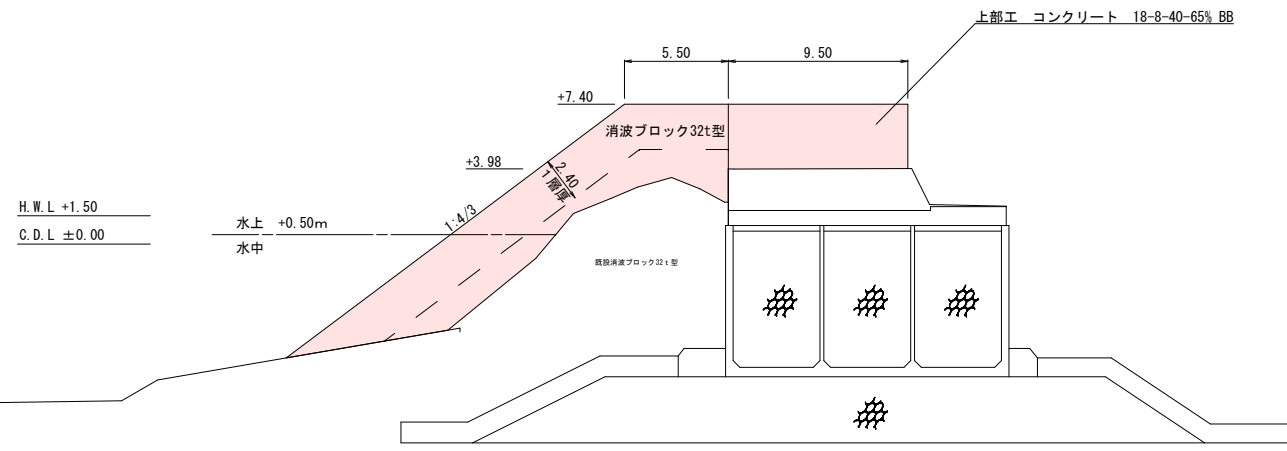 上部工 コンクリート 18-8-40-65% BB
5.50
9.50
+7.40
消波ブロック32t型
+3.98
2.40
1層厚
H.W.L +1.50
水上 +0.50m
1:4/3
C.D.L ±0.00
水中
既設消波ブロック32t型